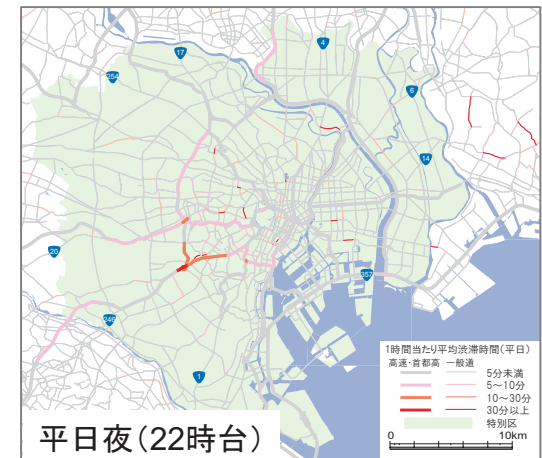 17
4
254
6
14
20
357
246
1
1時間当たり平均渋滞時間(平日)
高速・首都高 一般道
5分未満
5～10分
10～30分
30分以上
特別区
0 10km
平日夜(22時台)